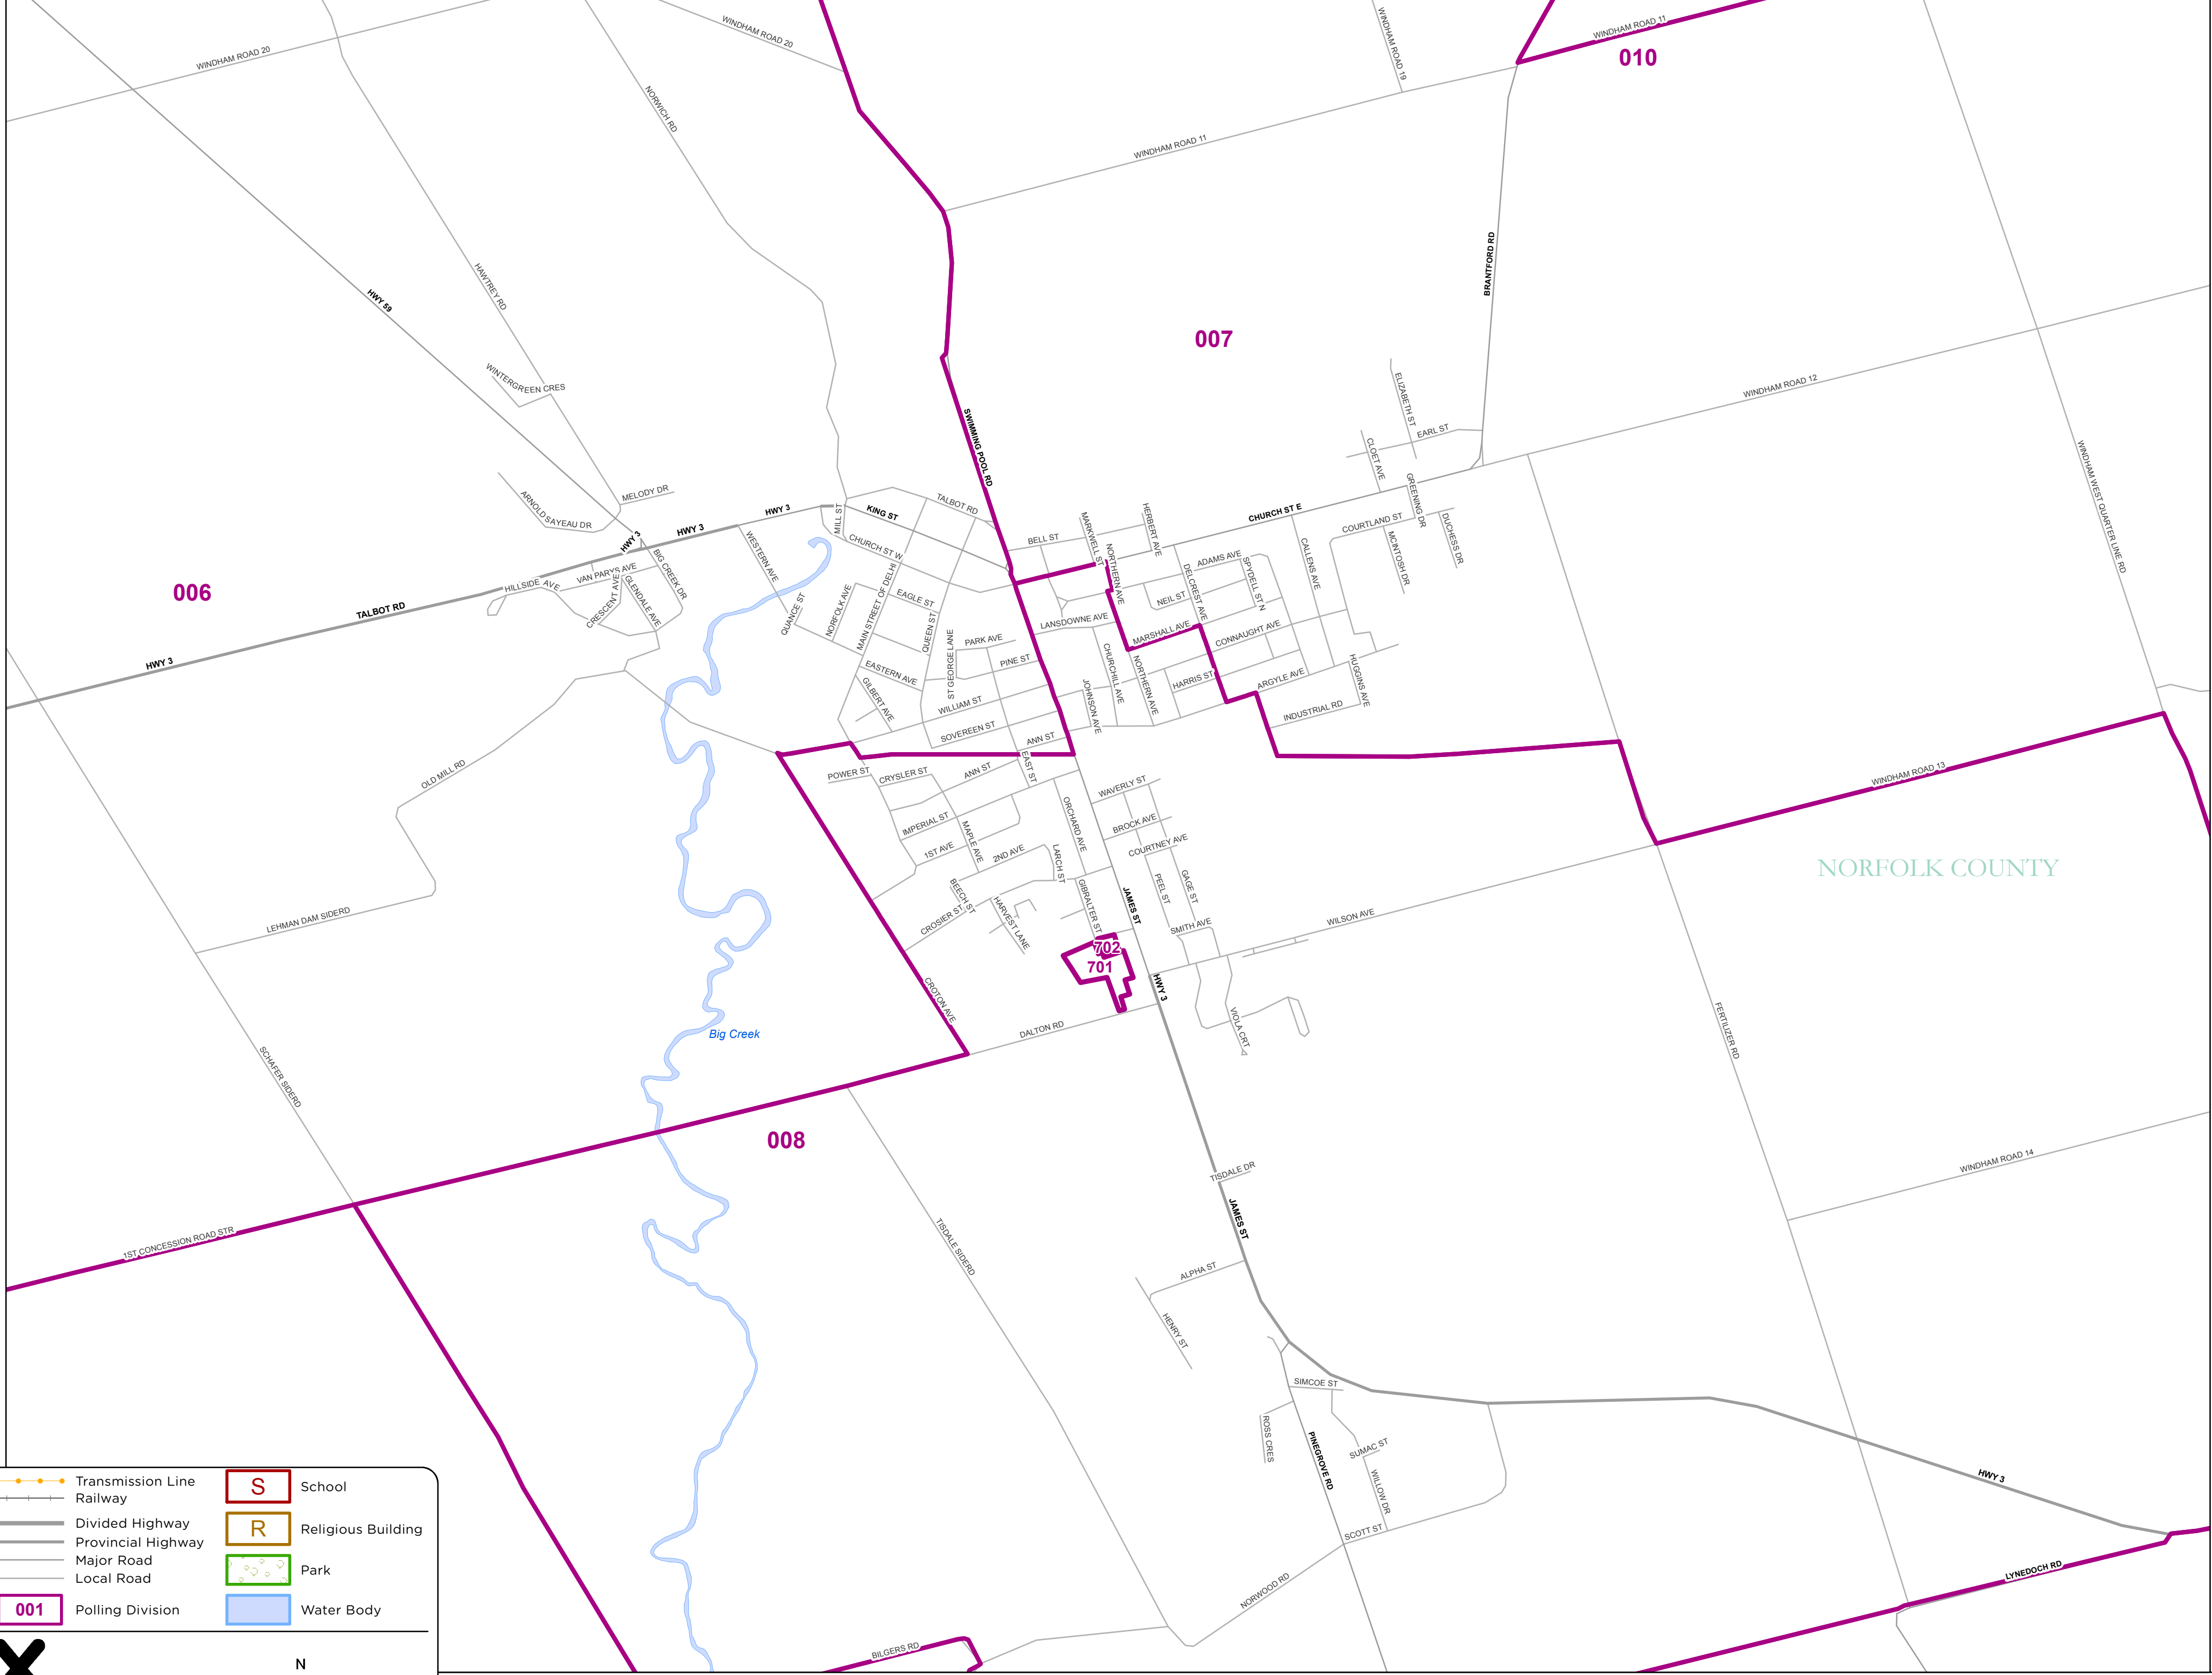 WINDHAM ROAD 20
WINDHAM ROAD 20
WINDHAM ROAD 19
WINDHAM ROAD 11
010
NORWICH RD
WINDHAM ROAD 11
BRANTFORD RD
HAWTREY RD
HWY 59
007
WINTERGREEN CRES
ELIZABETH ST
WINDHAM ROAD 12
SWIMMING POOL RD
EARL ST
CLOET AVE
WINDHAM WEST QUARTER LINE RD
ARNOLD SAYEAU DR
MELODY DR
HWY 3
HWY 3
HWY 3
MILL ST
KING ST
TALBOT RD
CHURCH ST E
GREENING DR
COURTLAND ST
DUCHESS DR
MCINTOSH DR
BELL ST
MARKWELL ST
HERBERT AVE
NORTHERN AVE
WESTERN AVE
CHURCH ST W
BIG CREEK DR
VAN PARYS AVE
HILLSIDE AVE
CRESCENT AVE
GLENDALE AVE
ADAMS AVE
DELCREST AVE
SPYDELL ST N
CALLENS AVE
NEIL ST
006
TALBOT RD
QUANCE ST
NORFOLK AVE
MAIN STREET OF DELHI
EAGLE ST
QUEEN ST
ST GEORGE LANE
PARK AVE
PINE ST
LANSDOWNE AVE
MARSHALL AVE
CONNAUGHT AVE
CHURCHILL AVE
NORTHERN AVE
HARRIS ST
ARGYLE AVE
HUGGINS AVE
INDUSTRIAL RD
HWY 3
EASTERN AVE
GILBERT AVE
WILLIAM ST
SOVEREEN ST
JOHNSON AVE
ANN ST
EAST ST
POWER ST
CRYSLER ST
ANN ST
OLD MILL RD
WAVERLY ST
WINDHAM ROAD 13
ORCHARD AVE
IMPERIAL ST
MAPLE AVE
BROCK AVE
1ST AVE
2ND AVE
LARCH ST
COURTNEY AVE
NORFOLK COUNTY
BEECH ST
GIBRALTER ST
PEEL ST
GAGE ST
JAMES ST
LEHMAN DAM SIDERD
CROSIER ST
HARVEST LANE
SMITH AVE
WILSON AVE
702
701
CROTON AVE
HWY 3
VIOLA CRT
DALTON RD
Big Creek
FERTILIZER RD
SCHAFER SIDERD
008
WINDHAM ROAD 14
TISDALE DR
JAMES ST
1ST CONCESSION ROAD STR
TISDALE SIDERD
ALPHA ST
HENRY ST
SIMCOE ST
ROSS CRES
PINEGROVE RD
SUMAC ST
WILLOW DR
HWY 3
SCOTT ST
NORWOOD RD
LYNEDOCH RD
BILGERS RD
Transmission Line
Railway
Divided Highway
Provincial Highway
Major Road
Local Road
001 Polling Division
S School
R Religious Building
Park
Water Body
N